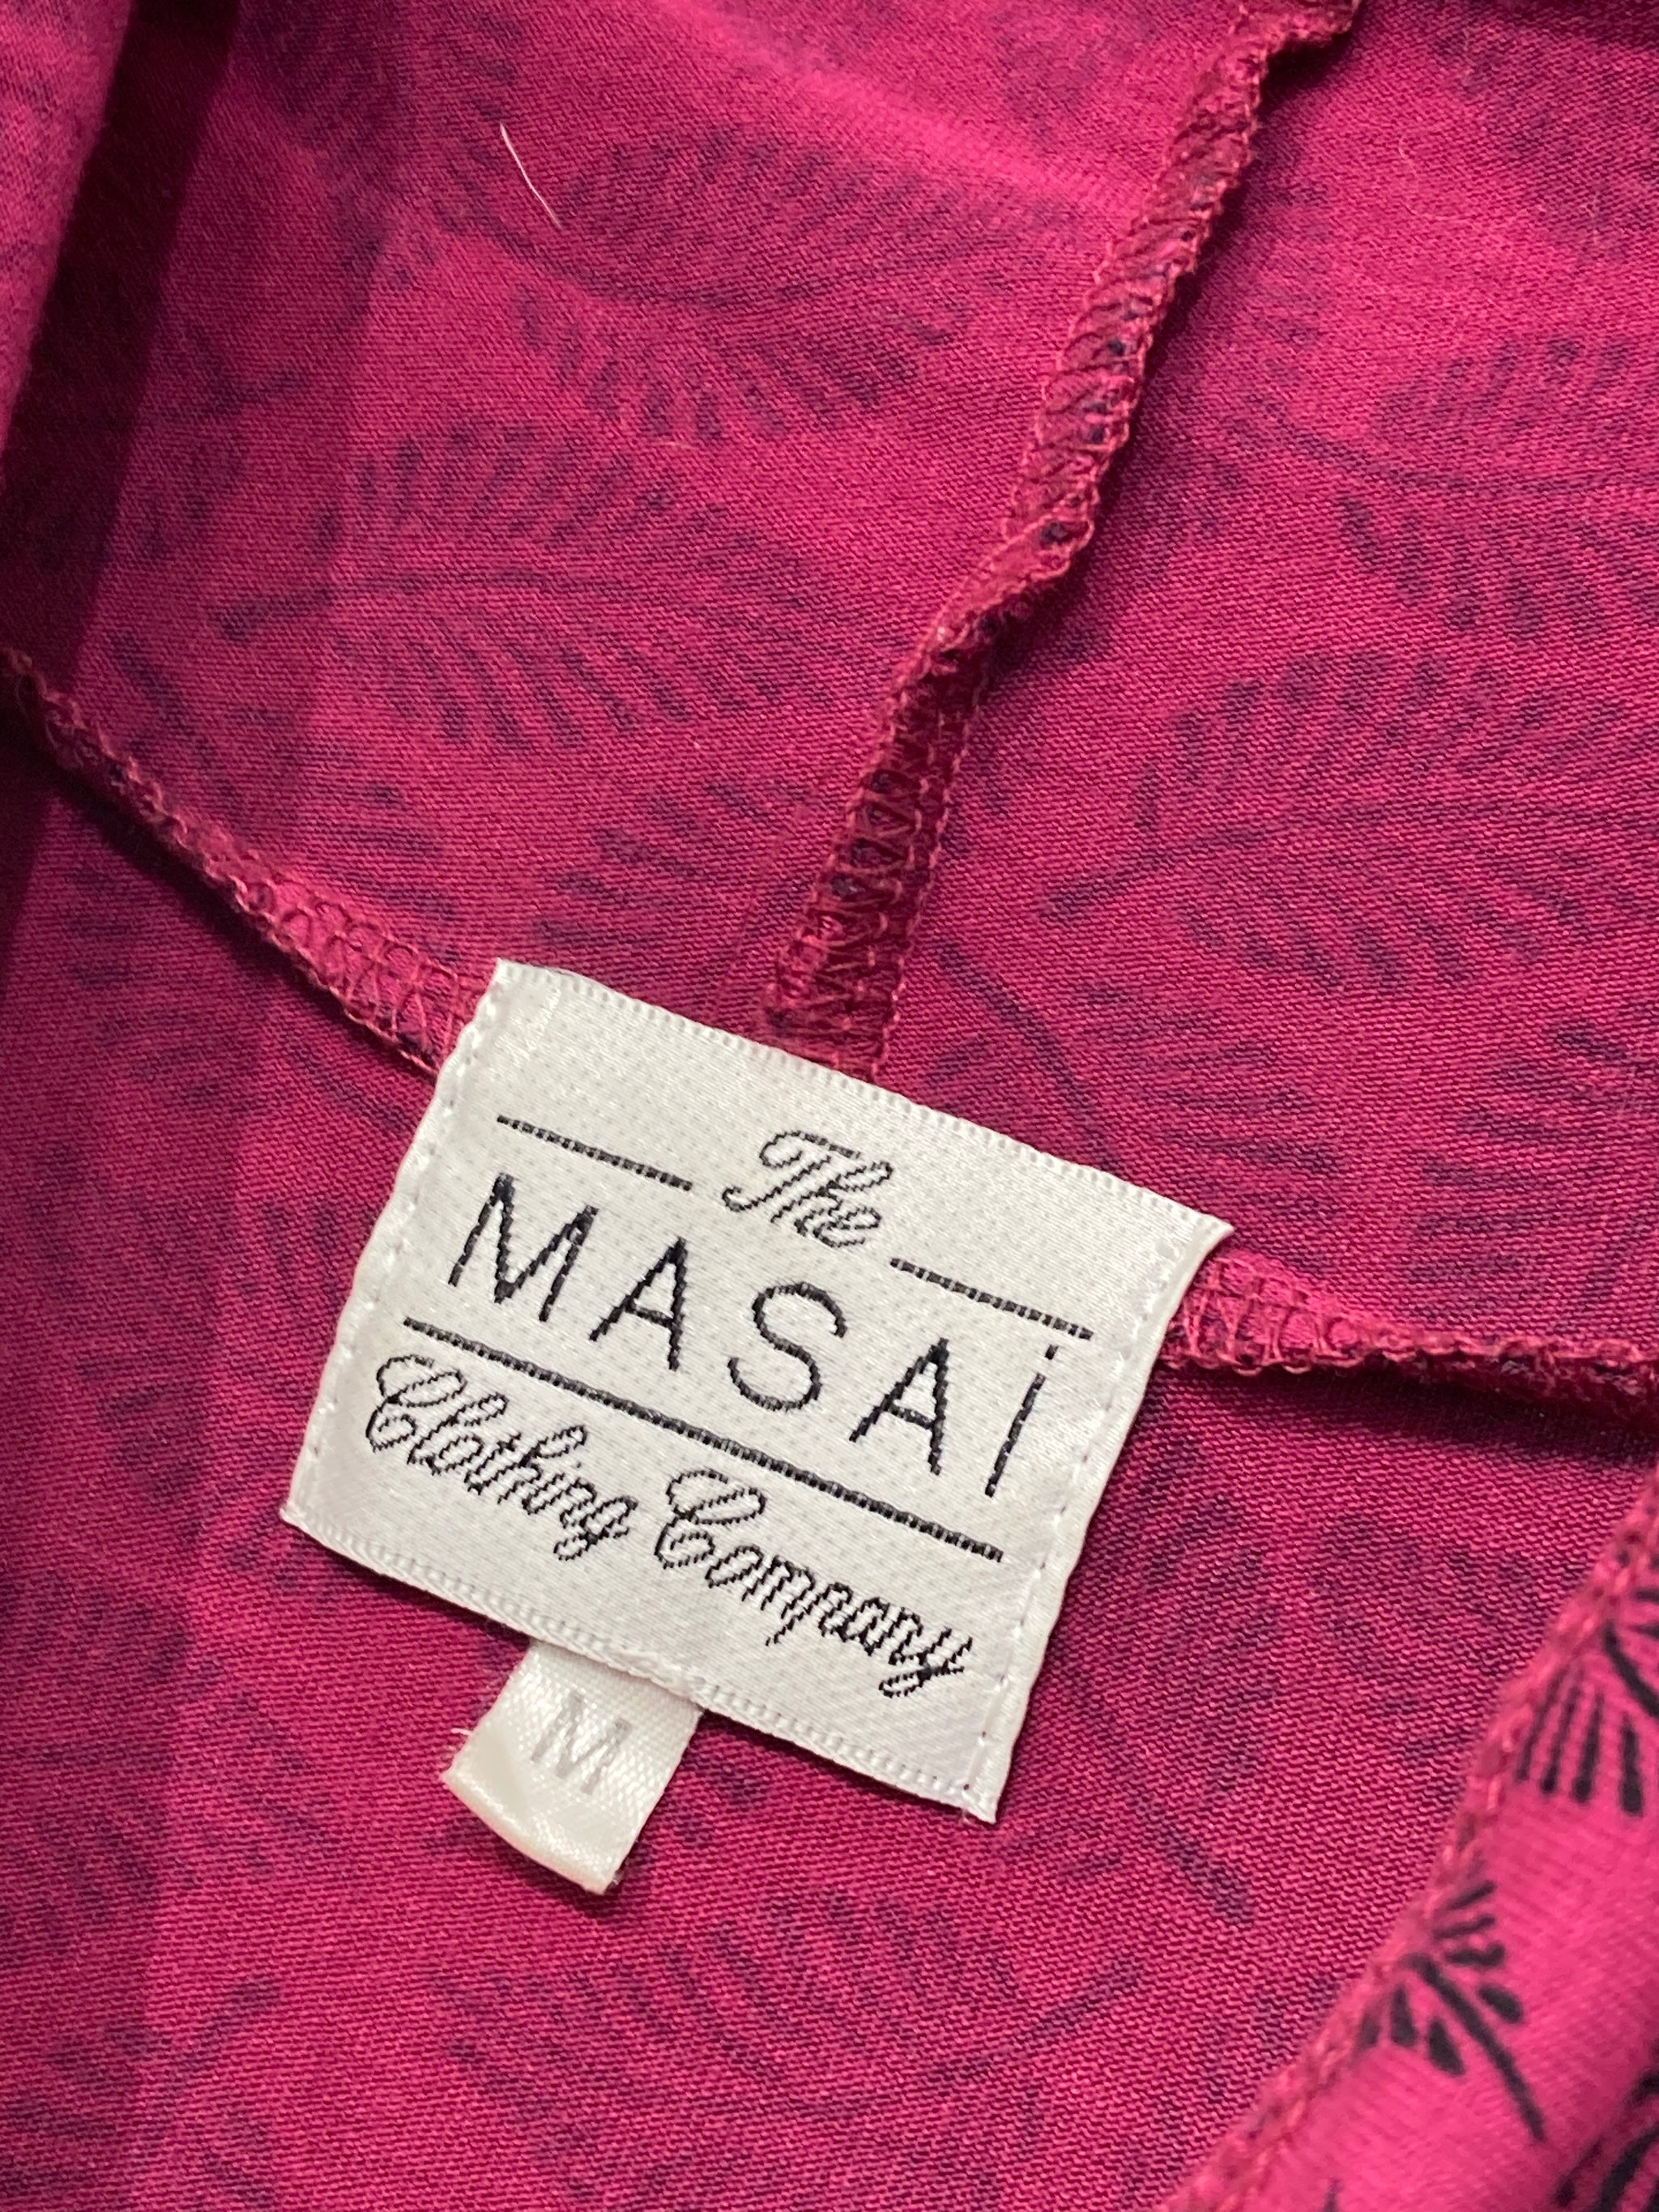 The
MASAI
Clothing Company
M